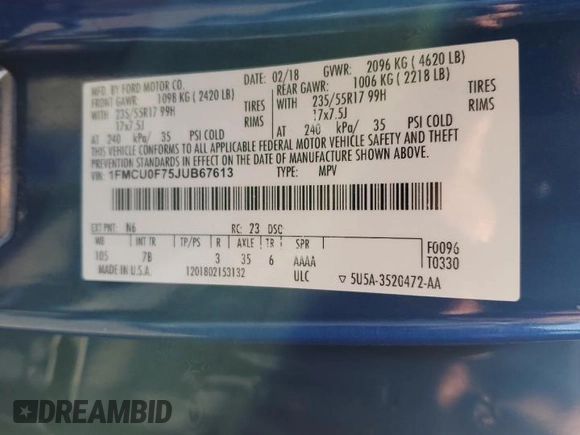 MFD. BY FORD MOTOR CO.
DATE: 02/18 GVWR: 2096 KG ( 4620 LB)
FRONT GAWR: 1098 KG ( 2420 LB)
REAR GAWR: 1006 KG ( 2218 LB)
WITH 235/55R17 99H TIRES
17x7.5J RIMS
AT 240 kPa/ 35 PSI COLD
WITH 235/55R17 99H TIRES
17x7.5J RIMS
AT 240 kPa/ 35 PSI COLD
THIS VEHICLE CONFORMS TO ALL APPLICABLE FEDERAL MOTOR VEHICLE SAFETY AND THEFT
PREVENTION STANDARDS IN EFFECT ON THE DATE OF MANUFACTURE SHOWN ABOVE.
VIN: 1FMCU0F75JUB67613
TYPE: MPV
EXT PNT: N6 RC: 23 DSO:
WB INT TR TP/PS R AXLE TR SPR
105 7B 3 35 6 AAAA
F0096
T0330
MADE IN U.S.A. 1201802153132 ULC ▽ 5U5A-3520472-AA
DREAMBID